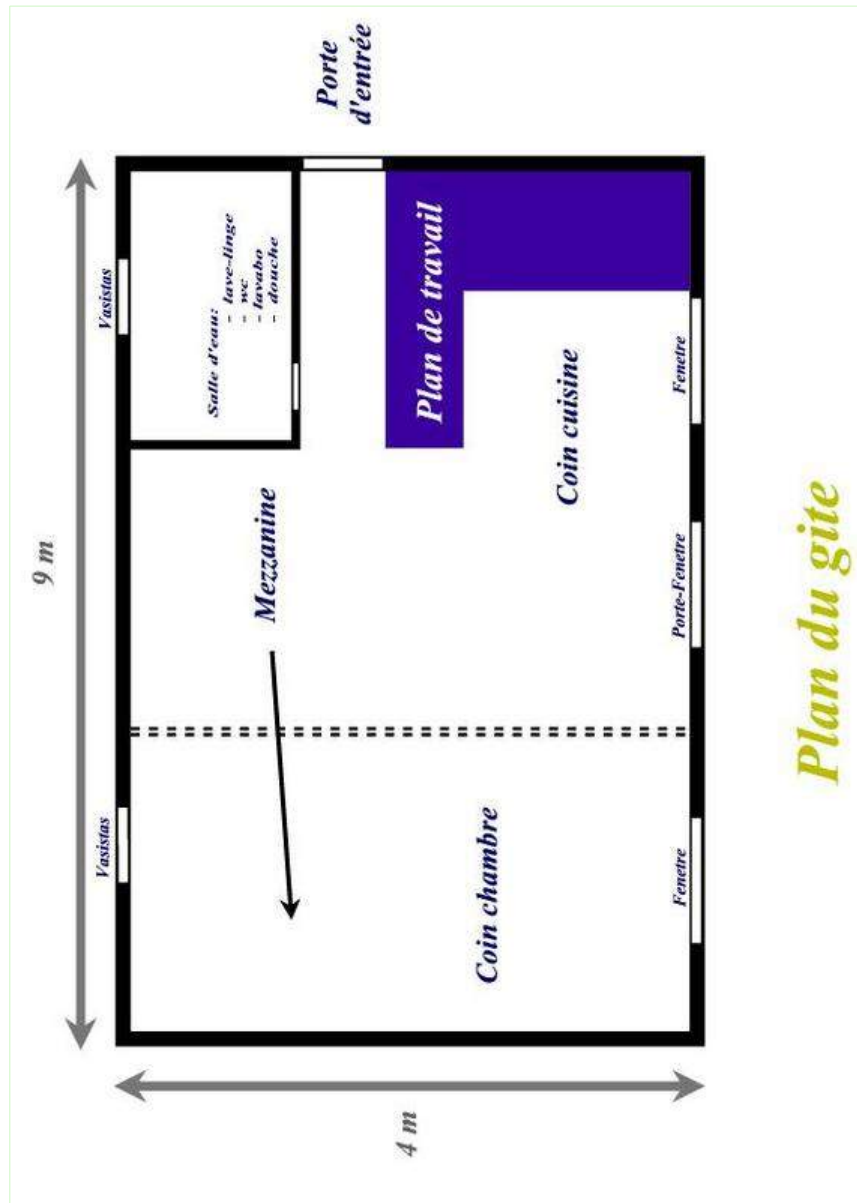 9 m
Porte
d'entrée
Vasistas
Salle d'eau:
- lave-linge
- wc
- lavabo
- douche
Plan de travail
Mezzanine
Coin cuisine
Fenetre
Porte-Fenetre
Vasistas
Coin chambre
Fenetre
4 m
Plan du gite